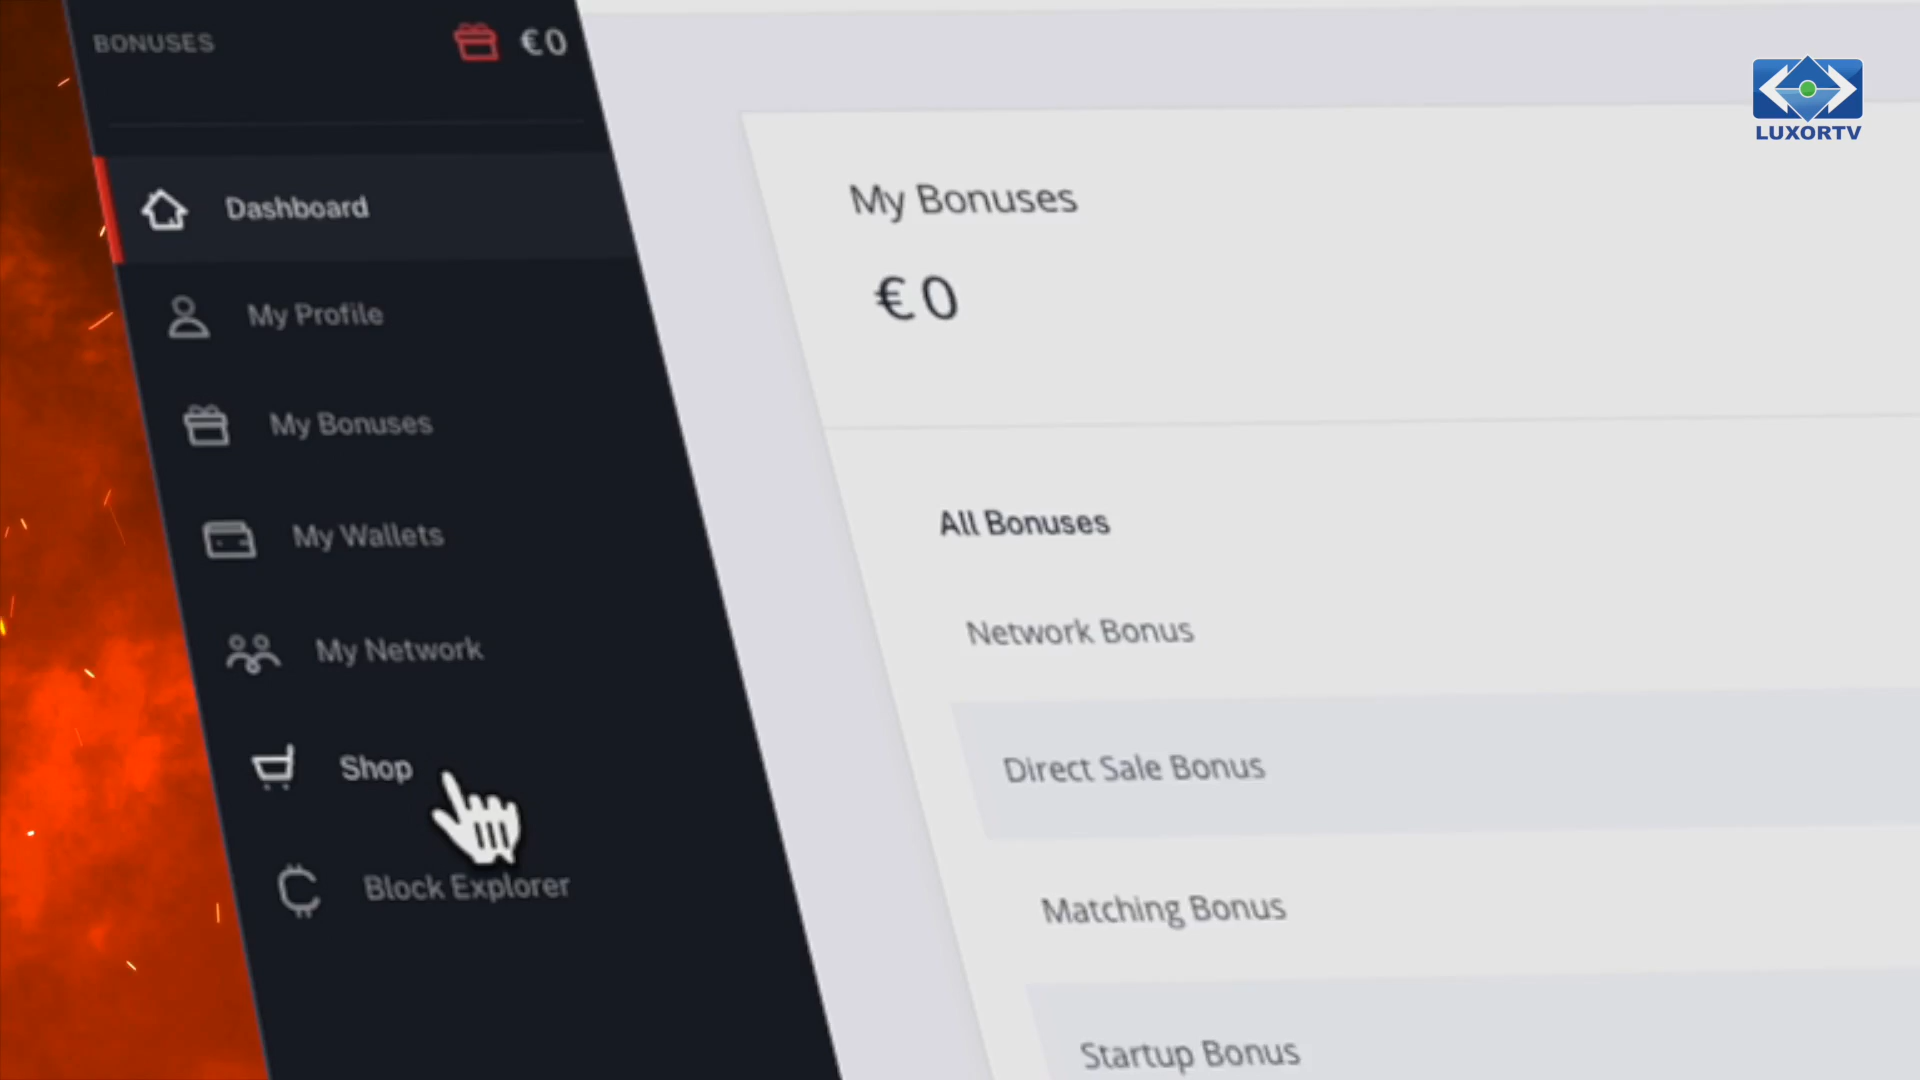 BONUSES
€0
Dashboard
My Profile
My Bonuses
My Wallets
My Network
Shop
Block Explorer
My Bonuses
€0
All Bonuses
Network Bonus
Direct Sale Bonus
Matching Bonus
Startup Bonus
LUXORTV